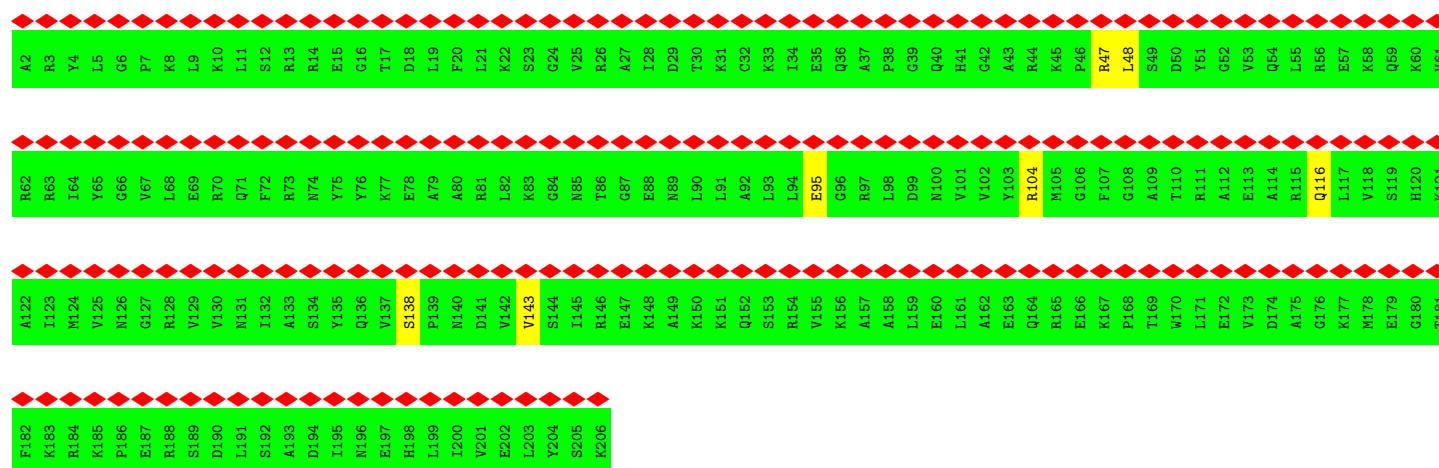 A2 R3 Y4 L5 G6 P7 K8 L9 K10 L11 S12 R13 R14 E15 G16 T17 D18 L19 F20 L21 K22 S23 G24 V25 R26 A27 I28 D29 T30 K31 C32 K33 I34 E35 Q36 A37 P38 G39 Q40 H41 G42 A43 R44 K45 P46 R47 L48 S49 D50 Y51 G52 V53 Q54 L55 R56 E57 K58 Q59 K60
R62 R63 I64 Y65 G66 V67 L68 E69 R70 Q71 F72 R73 N74 Y75 Y76 K77 E78 A79 A80 R81 L82 K83 G84 N85 T86 G87 E88 N89 L90 L91 A92 L93 L94 E95 G96 R97 L98 D99 N100 V101 V102 Y103 R104 M105 G106 F107 G108 A109 T110 R111 A112 E113 A114 R115 Q116 L117 V118 S119 H120
A122 I123 M124 V125 N126 G127 R128 V129 V130 N131 I132 A133 S134 Y135 Q136 V137 S138 P139 N140 D141 V142 V143 S144 I145 R146 E147 K148 A149 K150 K151 Q152 S153 R154 V155 K156 A157 A158 L159 E160 L161 A162 E163 Q164 R165 E166 K167 P168 T169 W170 L171 E172 V173 D174 A175 G176 K177 M178 E179 G180
F182 K183 R184 K185 P186 E187 R188 S189 D190 L191 S192 A193 D194 I195 N196 E197 H198 L199 I200 V201 E202 L203 Y204 S205 K206